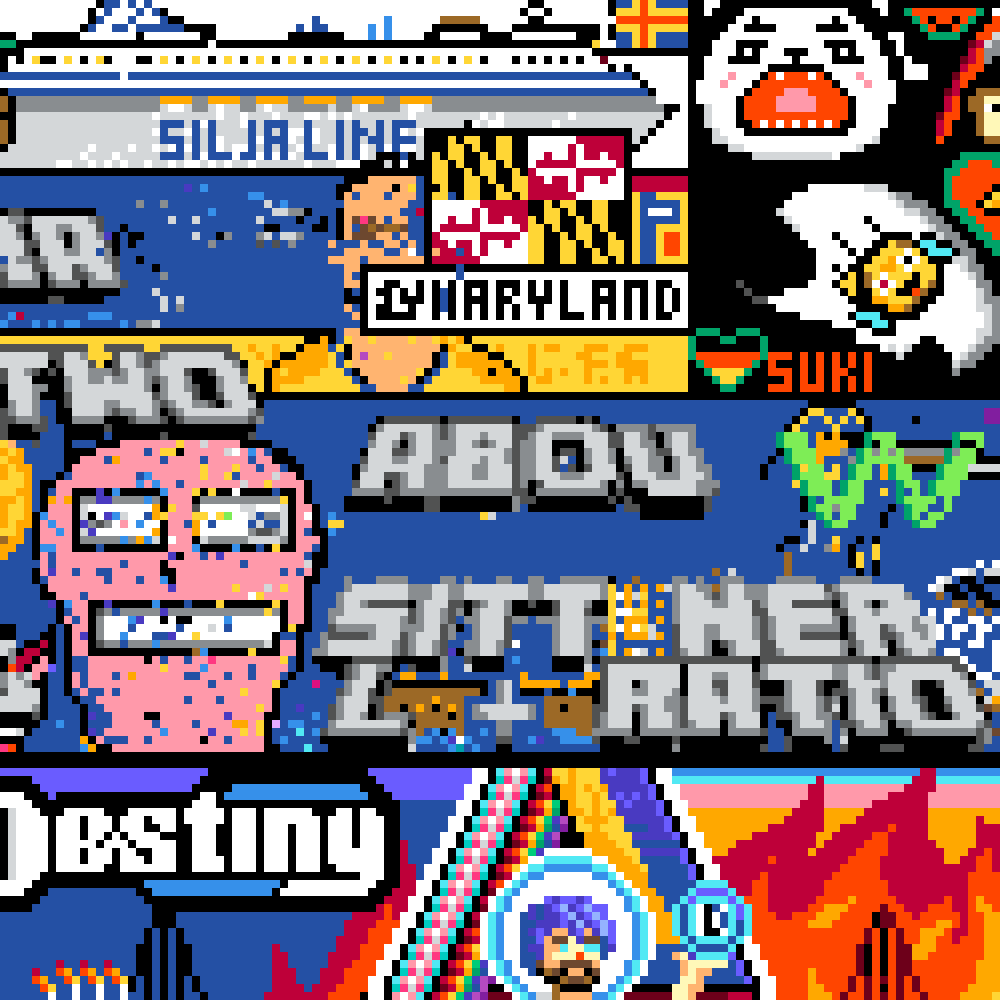 SILJA LINE
MARYLAND
TWO
SUKI
ABOU
W
SITT NER
L + RATIO
Destiny